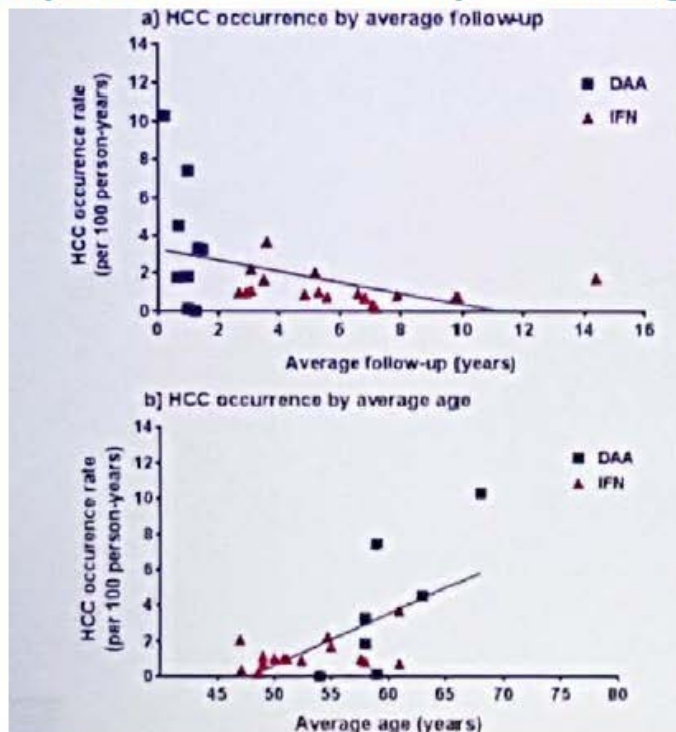 a) HCC occurrence by average follow-up
14
12
10
8
6
4
2
0
HCC occurence rate
(per 100 person-years)
DAA
IFN
0 2 4 6 8 10 12 14 16
Average follow-up (years)
b) HCC occurrence by average age
14
12
10
8
6
4
2
0
HCC occurence rate
(per 100 person-years)
DAA
IFN
45 50 55 60 65 70 75 80
Average age (years)